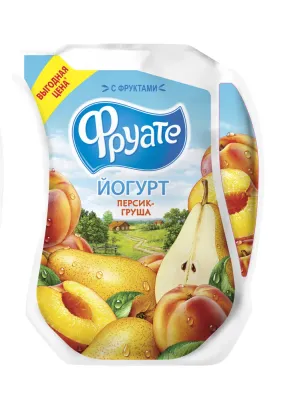 ВЫГОДНАЯ
ЦЕНА*
С ФРУКТАМИ
Фруате
ЙОГУРТ
ПЕРСИК-
ГРУША